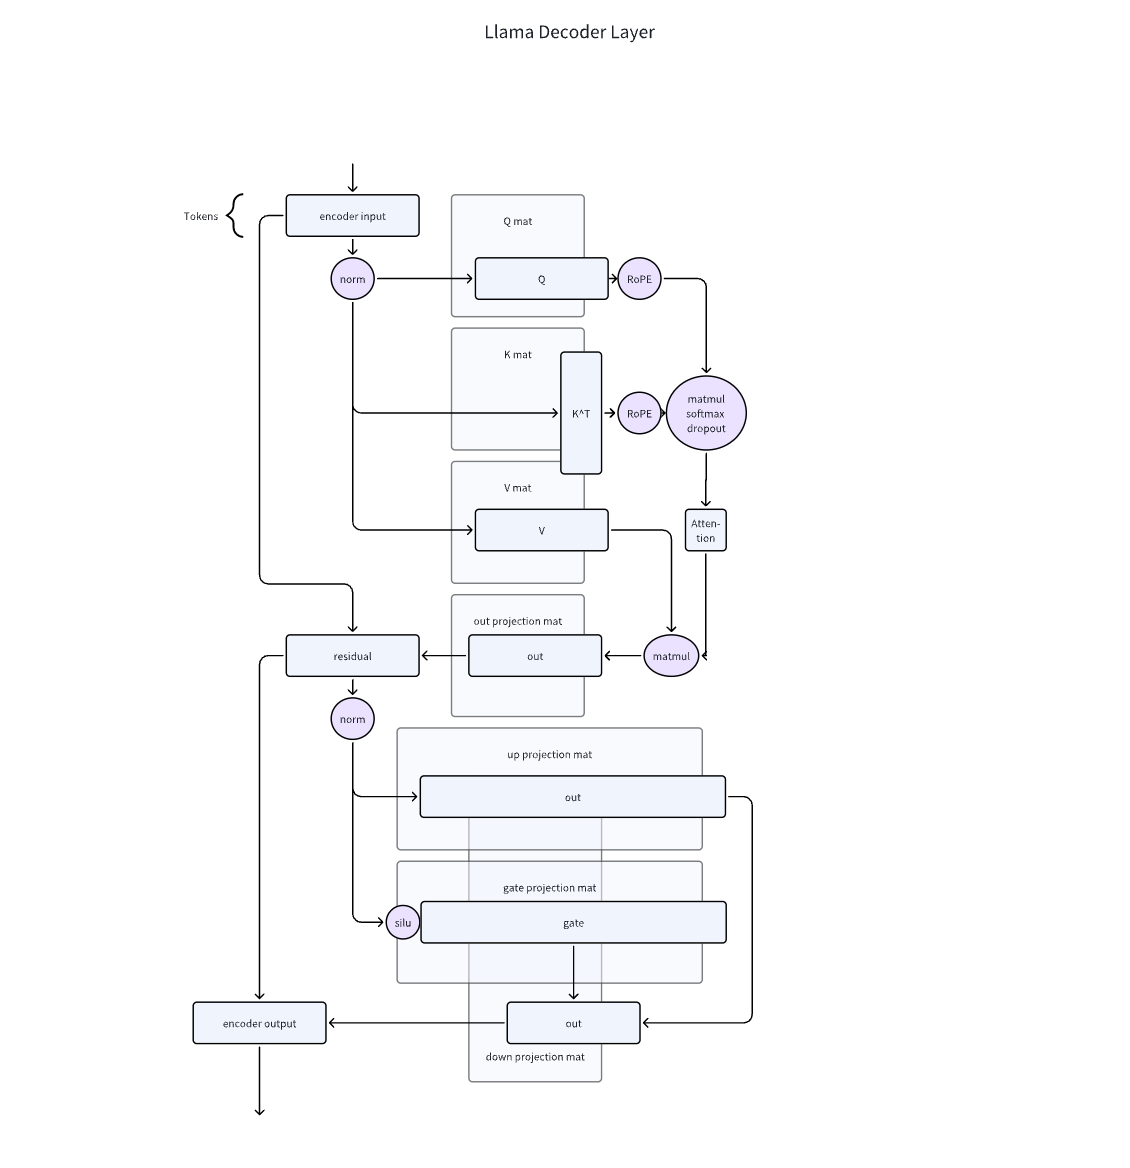 Llama Decoder Layer
Tokens
encoder input
Q mat
norm
Q
RoPE
K mat
K^T
RoPE
matmul
softmax
dropout
V mat
V
Atten-
tion
out projection mat
residual
out
matmul
norm
up projection mat
out
gate projection mat
silu
gate
encoder output
out
down projection mat